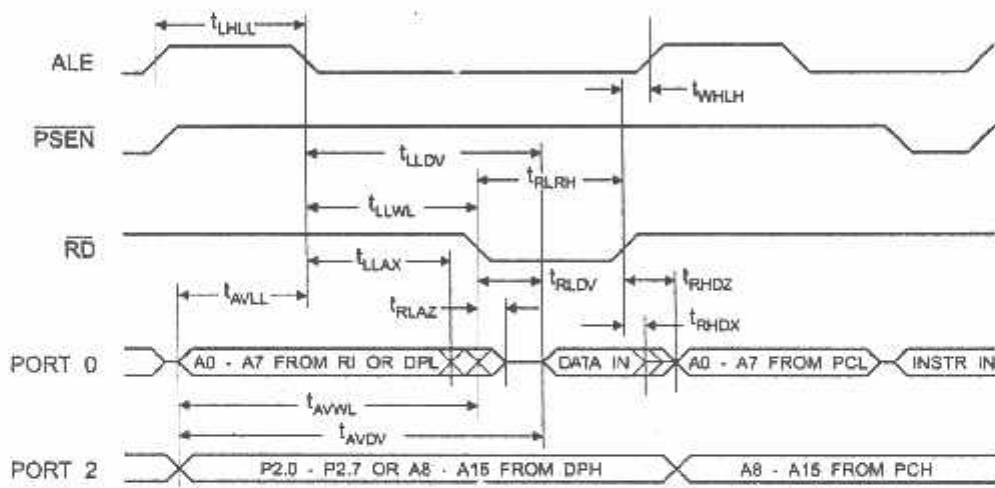 tLHLL
ALE
tWHLH
PSEN
tLLDV
tRLRH
tLLWL
RD
tLLAX
tRLDV
tRHDZ
tAVLL
tRLAZ
tRHDX
PORT 0
A0 - A7 FROM RI OR DPL
DATA IN
A0 - A7 FROM PCL
INSTR IN
tAVWL
tAVDV
PORT 2
P2.0 - P2.7 OR A8 - A15 FROM DPH
A8 - A15 FROM PCH